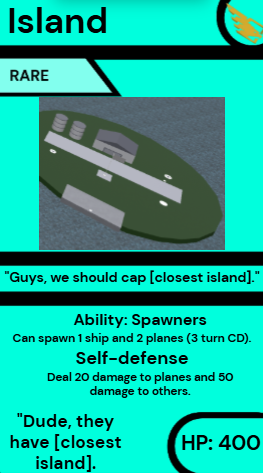 Island
RARE
"Guys, we should cap [closest island]."
Ability: Spawners
Can spawn 1 ship and 2 planes (3 turn CD).
Self-defense
Deal 20 damage to planes and 50
damage to others.
"Dude, they
have [closest
island].
HP: 400